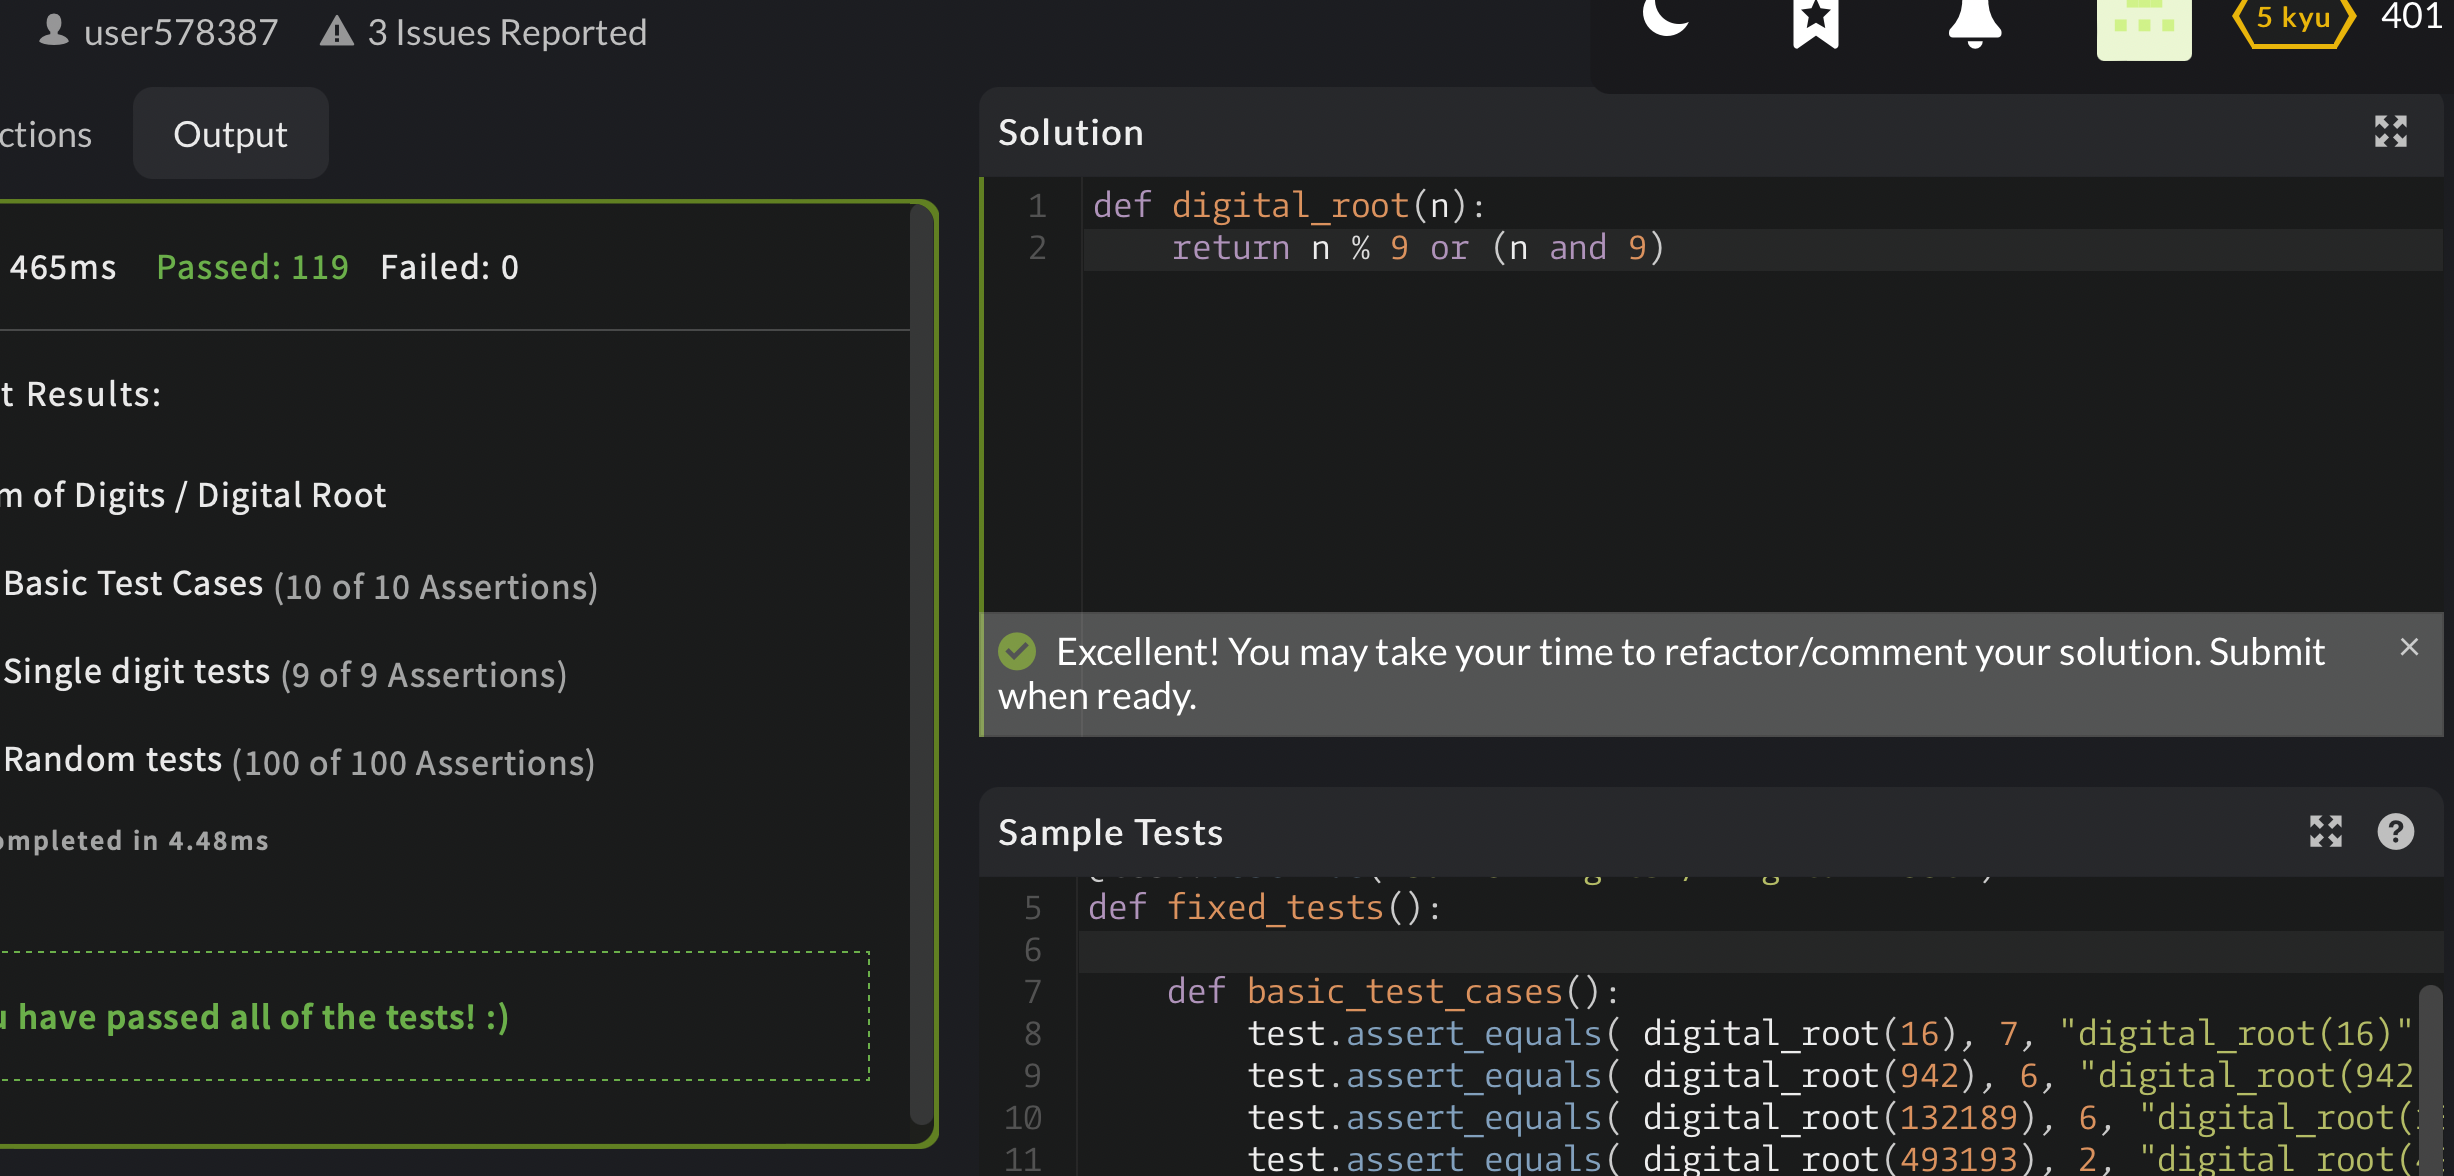 user578387 3 Issues Reported
5 kyu 401
ctions Output
465ms Passed: 119 Failed: 0
t Results:
m of Digits / Digital Root
Basic Test Cases (10 of 10 Assertions)
Single digit tests (9 of 9 Assertions)
Random tests (100 of 100 Assertions)
ompleted in 4.48ms
u have passed all of the tests! :)
Solution
1 def digital_root(n):
2     return n % 9 or (n and 9)
Excellent! You may take your time to refactor/comment your solution. Submit
when ready.
Sample Tests
5 def fixed_tests():
6
7     def basic_test_cases():
8         test.assert_equals( digital_root(16), 7, "digital_root(16)"
9         test.assert_equals( digital_root(942), 6, "digital_root(942
10         test.assert_equals( digital_root(132189), 6, "digital_root(
11         test.assert_equals( digital_root(493193), 2, "digital_root(